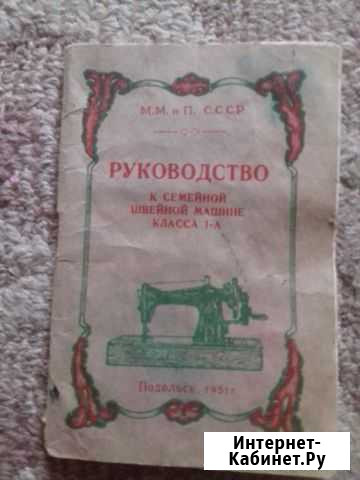 М.М. и П. С.С.С.Р
РУКОВОДСТВО
К СЕМЕЙНОЙ
ШВЕЙНОЙ МАШИНЕ
КЛАССА 1-А
Подольск, 1951 г
Интернет-
Кабинет.Ру